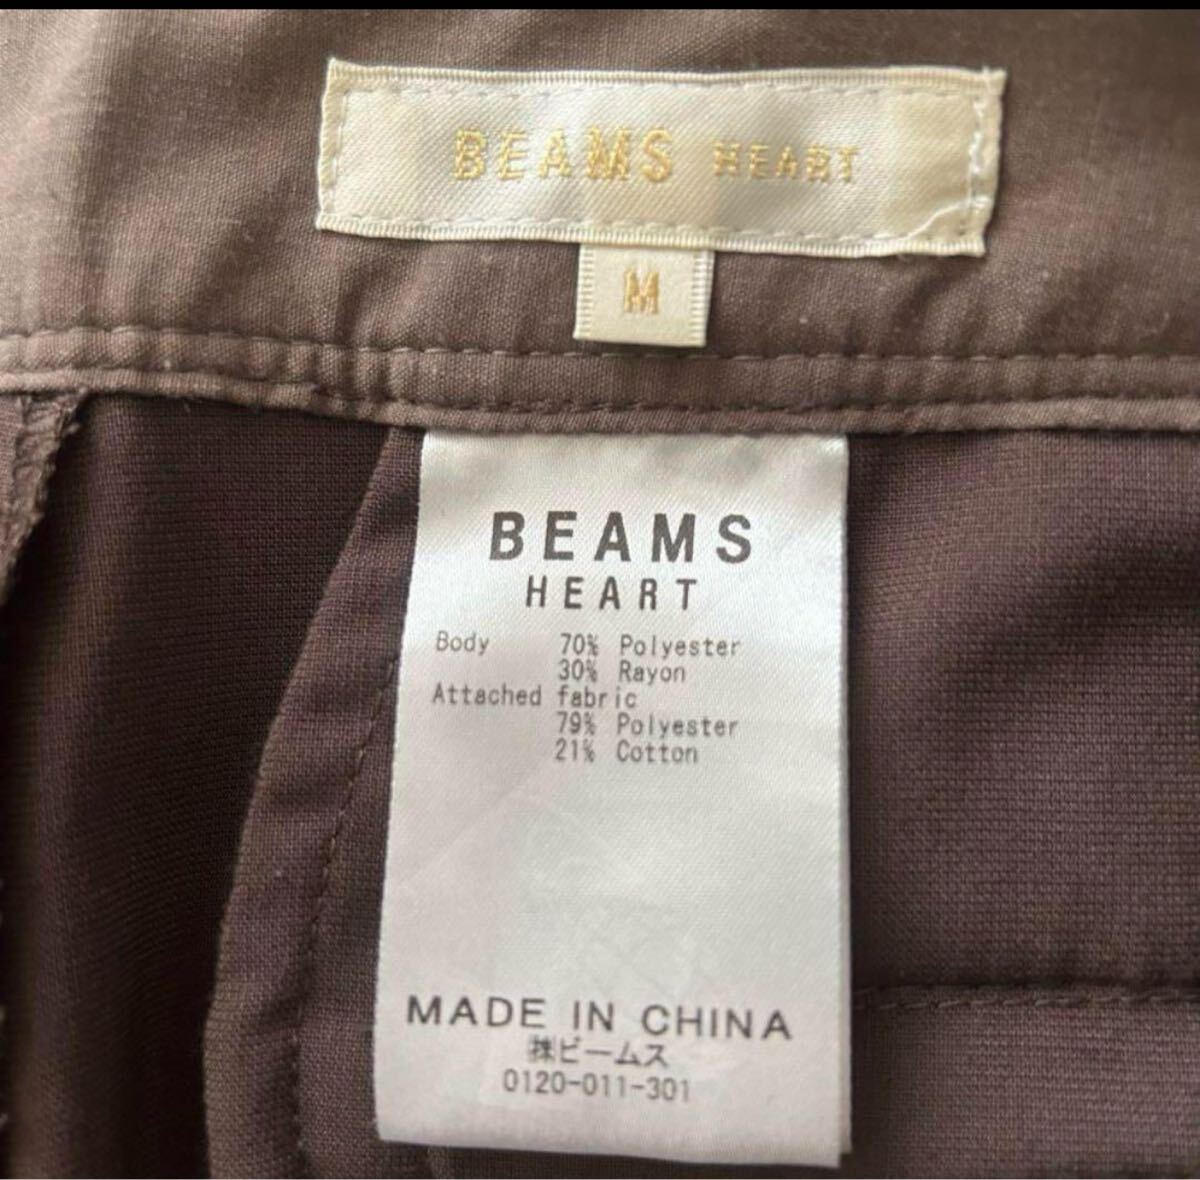 BEAMS HEART
M
BEAMS
HEART
Body 70% Polyester
30% Rayon
Attached fabric
79% Polyester
21% Cotton
MADE IN CHINA
㈱ビームス
0120-011-301